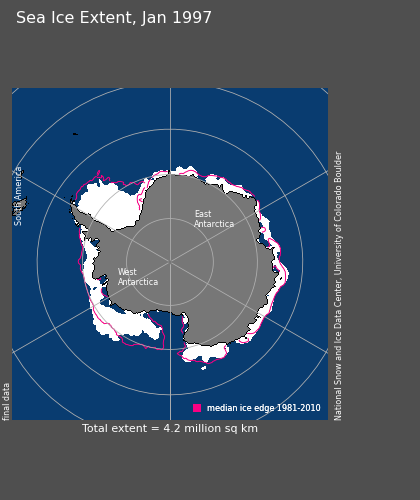 Sea Ice Extent, Jan 1997
South America
East
Antarctica
West
Antarctica
National Snow and Ice Data Center, University of Colorado Boulder
final data
median ice edge 1981-2010
Total extent = 4.2 million sq km